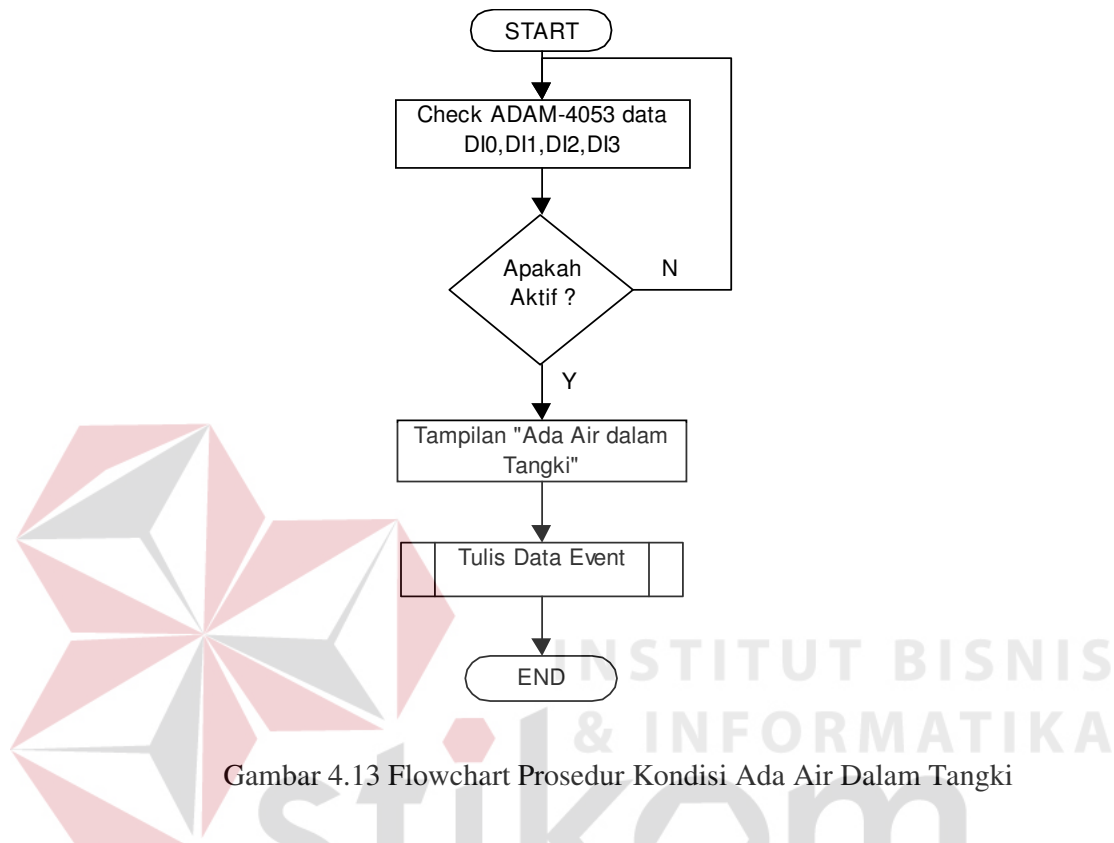 START
Check ADAM-4053 data
DI0,DI1,DI2,DI3
Apakah
Aktif ?
N
Y
Tampilan "Ada Air dalam
Tangki"
Tulis Data Event
END
INSTITUT BISNIS
& INFORMATIKA
Gambar 4.13 Flowchart Prosedur Kondisi Ada Air Dalam Tangki
stikom